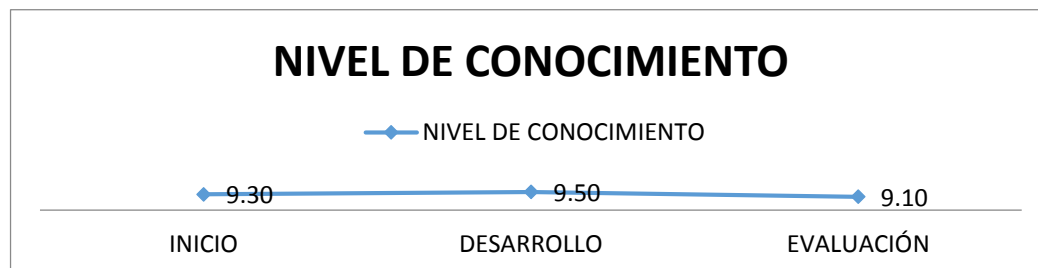 NIVEL DE CONOCIMIENTO
NIVEL DE CONOCIMIENTO
9.30 9.50 9.10
INICIO DESARROLLO EVALUACIÓN